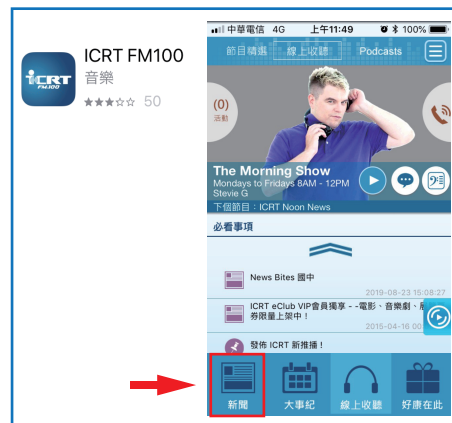 ICRT
FM100
ICRT FM100
音樂
50
中華電信 4G 上午11:49 100%
節目精選 線上收聽 Podcasts
(0)
活動
The Morning Show
Mondays to Fridays 8AM - 12PM
Stevie G
下個節目：ICRT Noon News
必看事項
News Bites 國中
2019-08-23 15:08:27
ICRT eClub VIP會員獨享 - -電影、音樂劇、
券限量上架中！
2015-04-16 00
發佈 ICRT 新推播！
新聞 大事紀 線上收聽 好康在此